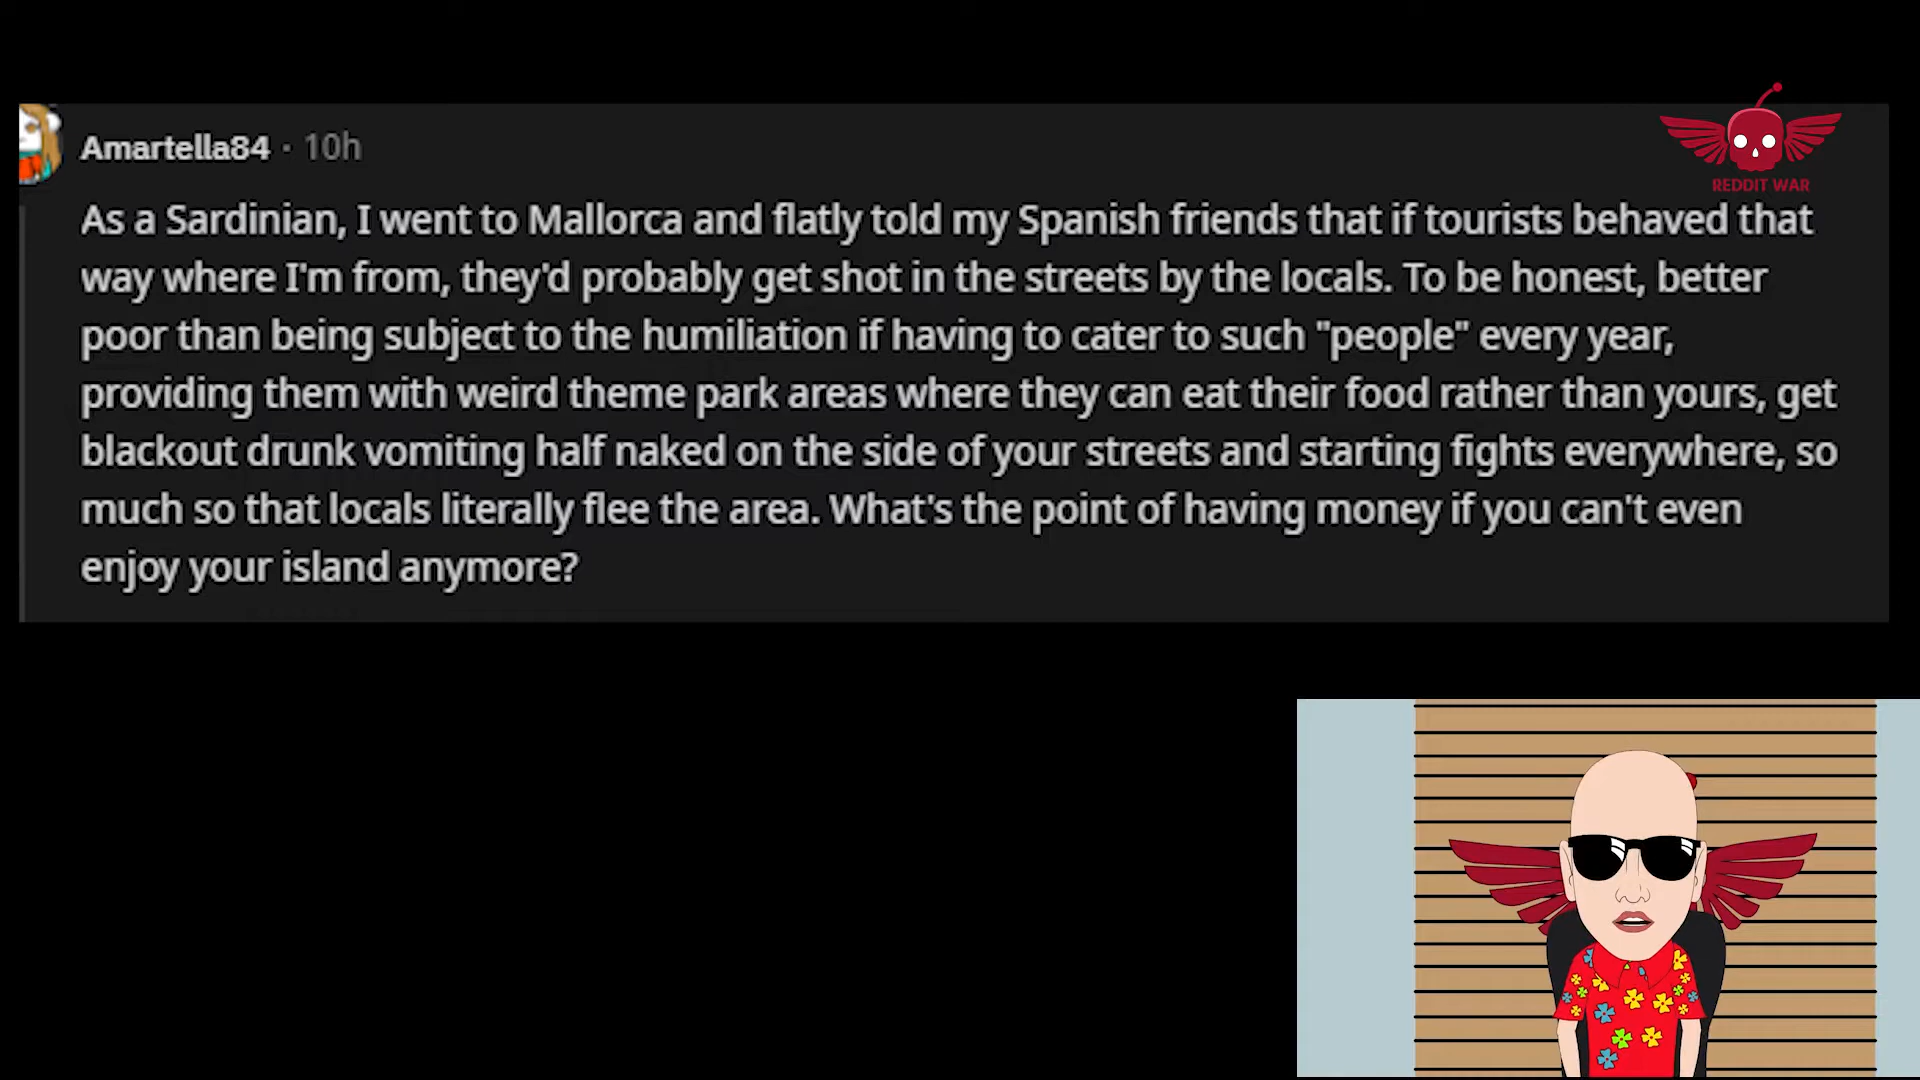 Amartella84 · 10h
REDDIT WAR
As a Sardinian, I went to Mallorca and flatly told my Spanish friends that if tourists behaved that
way where I'm from, they'd probably get shot in the streets by the locals. To be honest, better
poor than being subject to the humiliation if having to cater to such "people" every year,
providing them with weird theme park areas where they can eat their food rather than yours, get
blackout drunk vomiting half naked on the side of your streets and starting fights everywhere, so
much so that locals literally flee the area. What's the point of having money if you can't even
enjoy your island anymore?